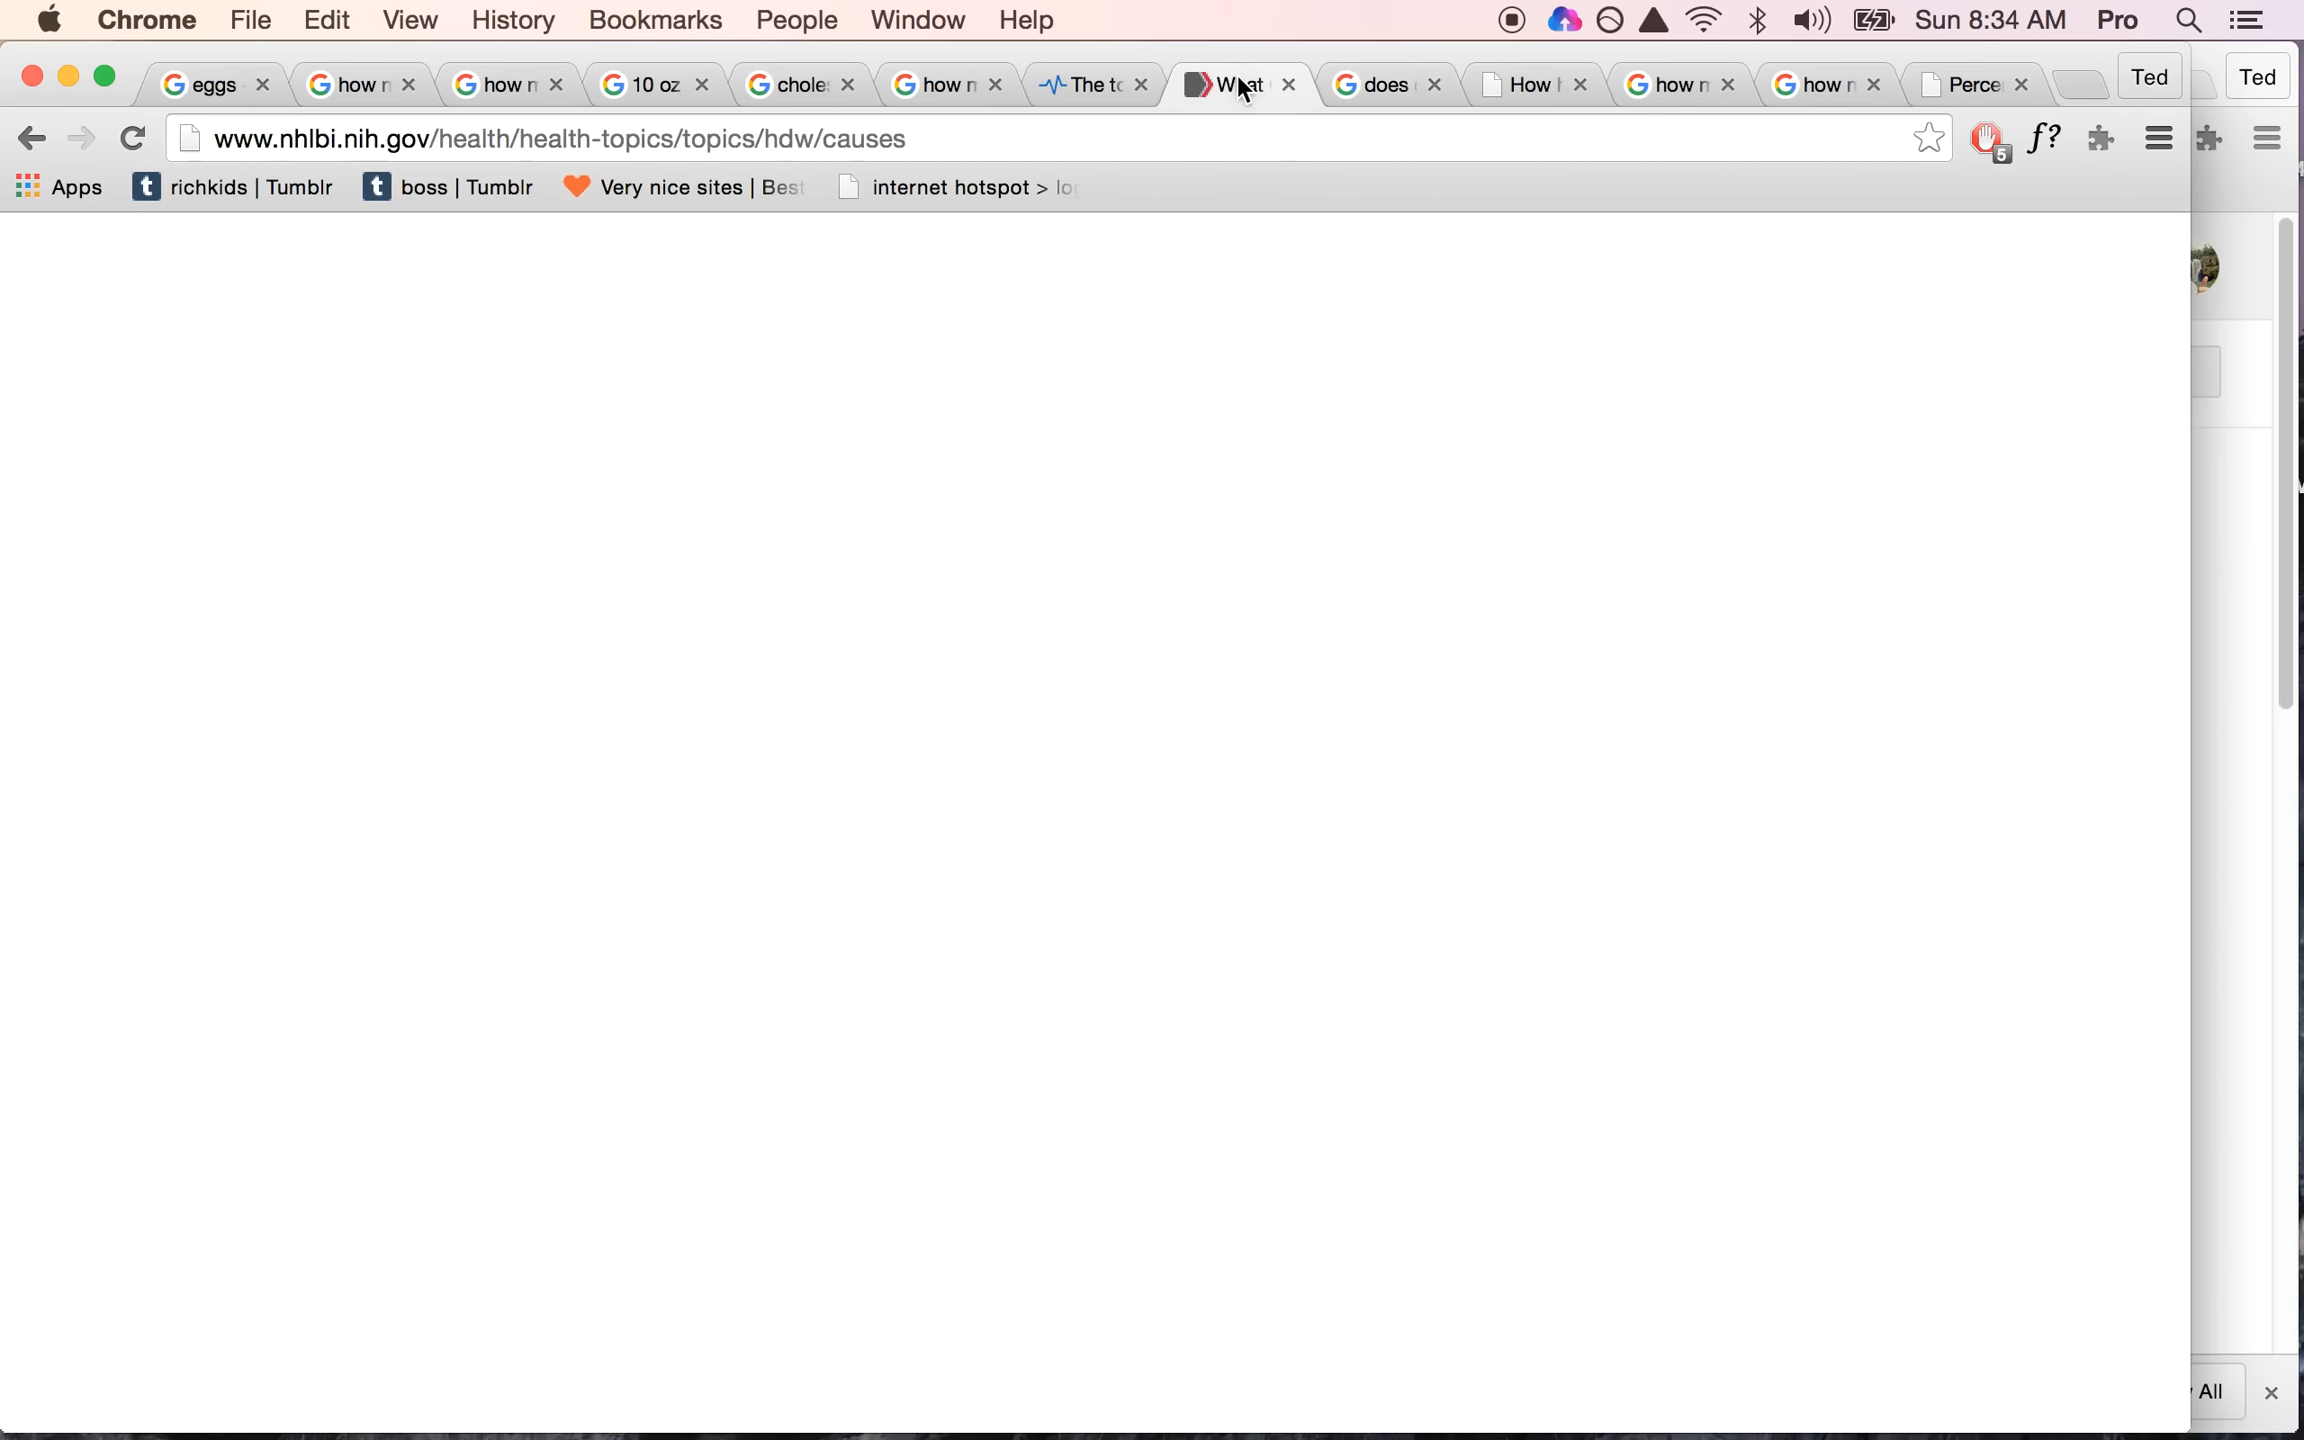 Chrome File Edit View History Bookmarks People Window Help Sun 8:34 AM Pro
eggs how how 10 oz chole how The What does How how how Perce Ted Ted
www.nhlbi.nih.gov/health/health-topics/topics/hdw/causes f? 5
Apps t richkids | Tumblr t boss | Tumblr Very nice sites | Best internet hotspot > lo
All